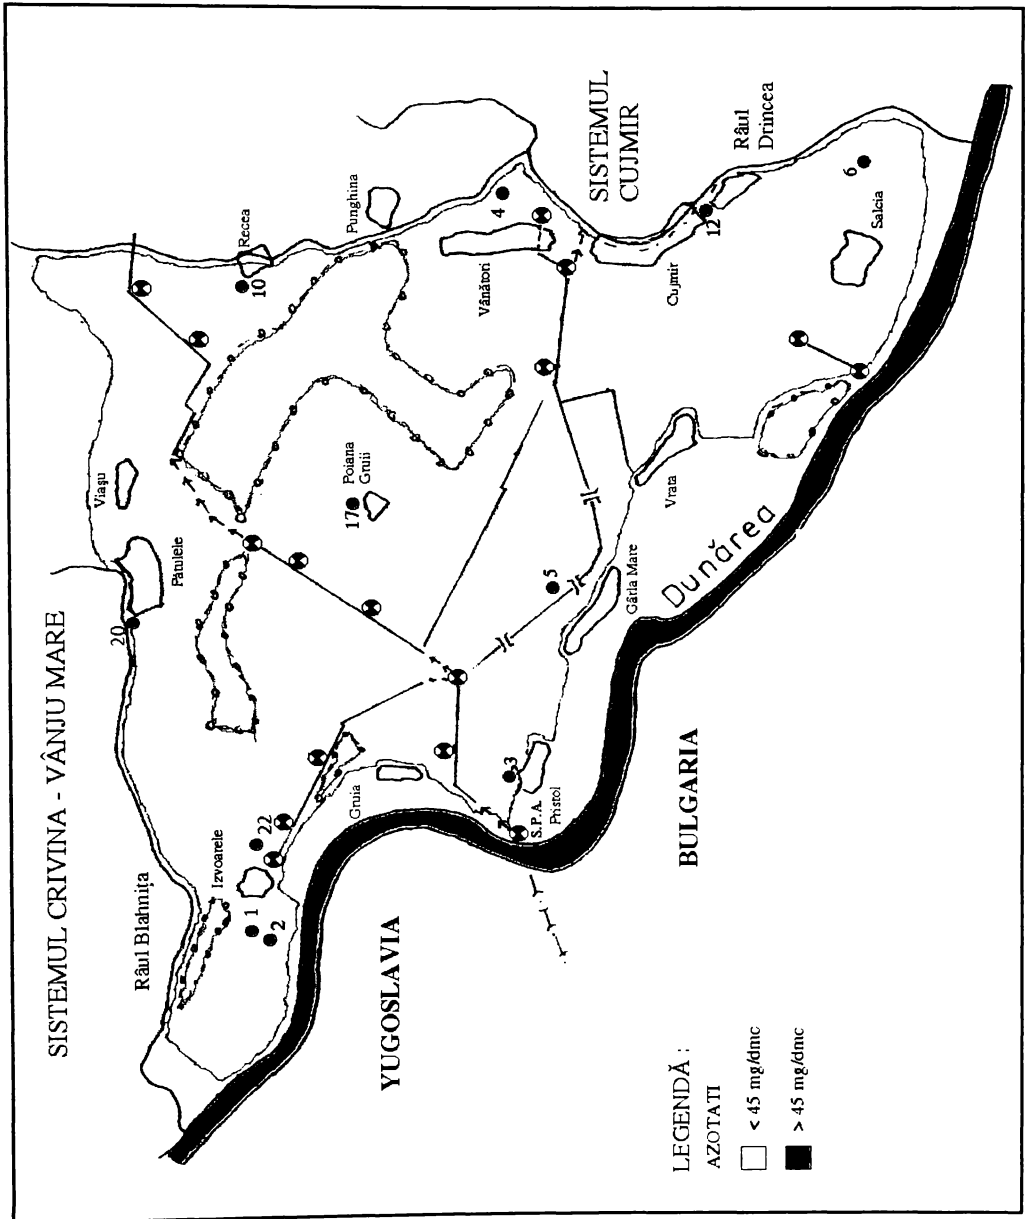 SISTEMUL CRIVINA - VÂNJU MARE
Râul Blahnița
Izvoarele
1
2
22
20
Pătulele
Viașu
10
Recea
Punghina
17
Poiana
Gruii
Vânători
4
SISTEMUL
CUJMIR
Râul
Drincea
12
Cujmir
6
Salcia
Vrata
Gârla Mare
5
3
S.P.A.
Pristol
Gruia
Dunărea
YUGOSLAVIA
BULGARIA
LEGENDĂ :
AZOTATI
< 45 mg/dmc
> 45 mg/dmc